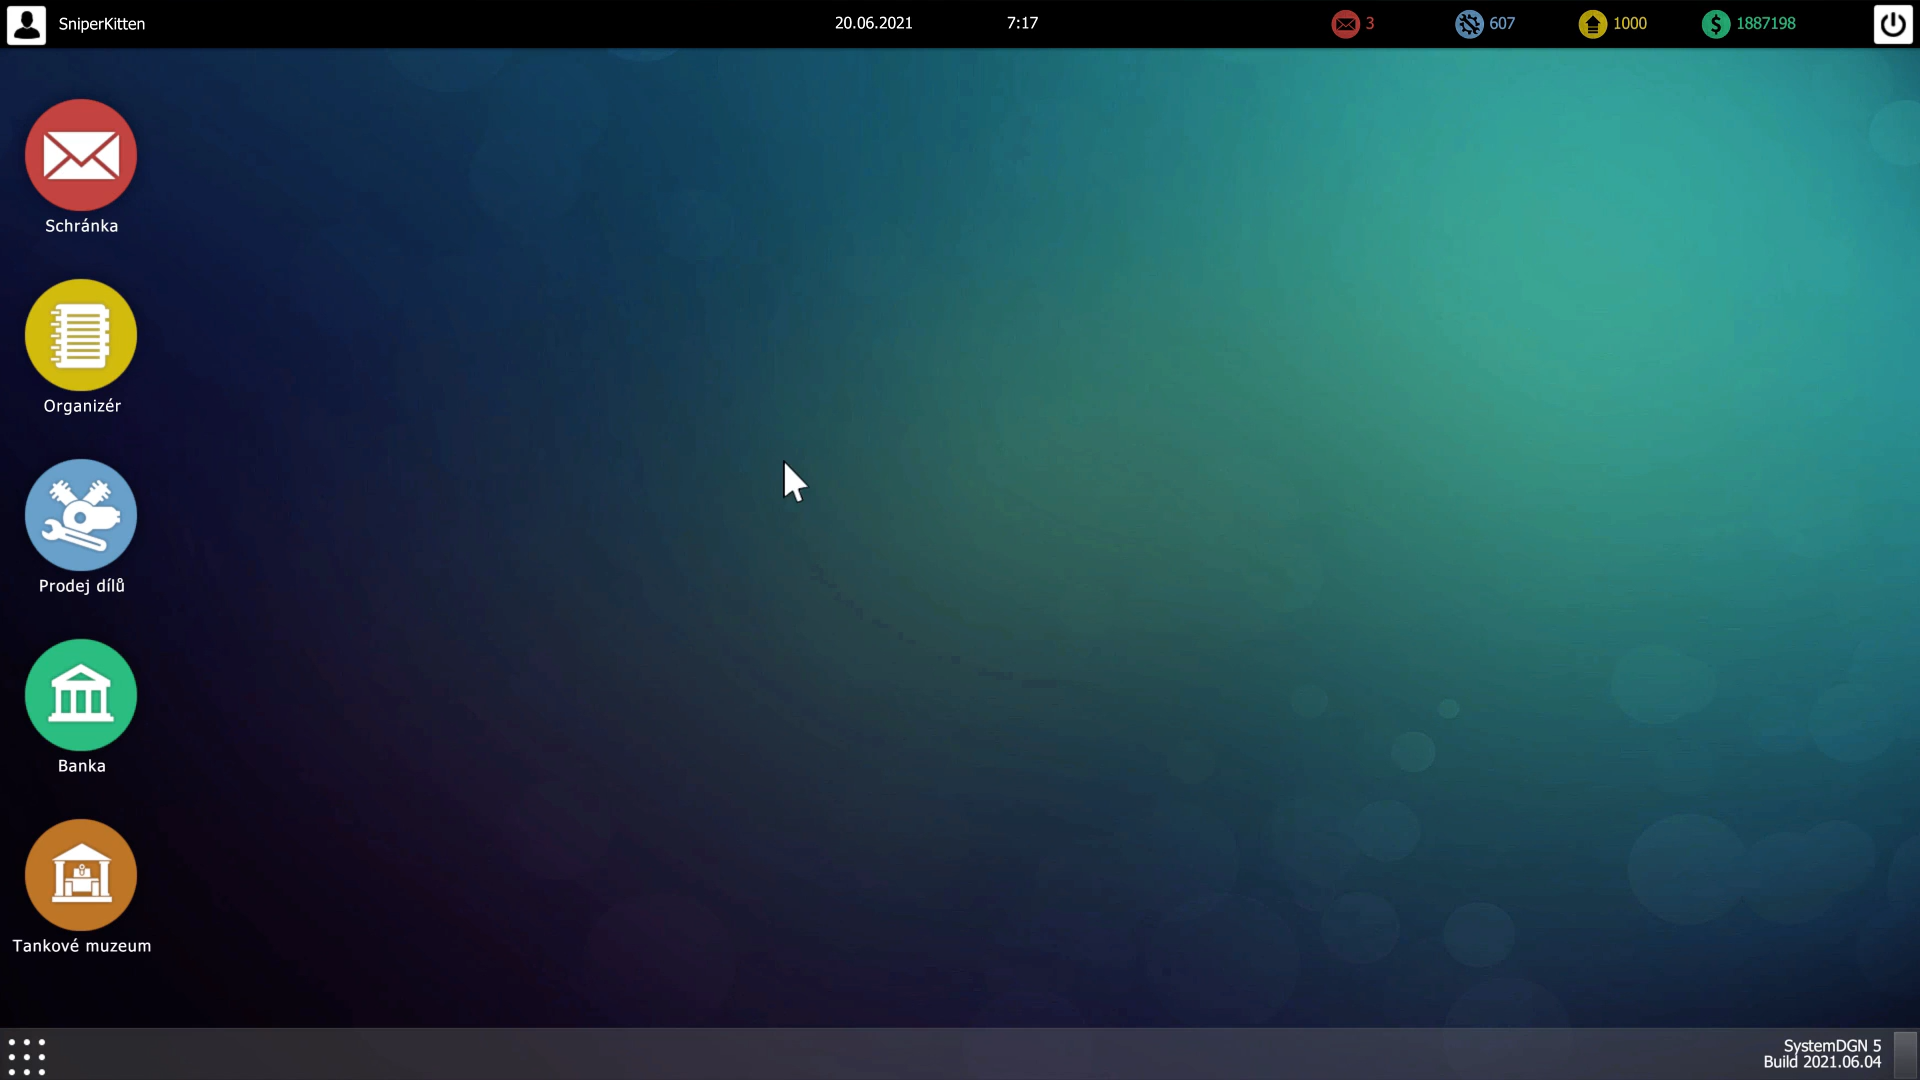 SniperKitten
20.06.2021
7:17
3
607
1000
1887198
Schránka
Organizér
Prodej dílů
Banka
Tankové muzeum
SystemDGN 5
Build 2021.06.04